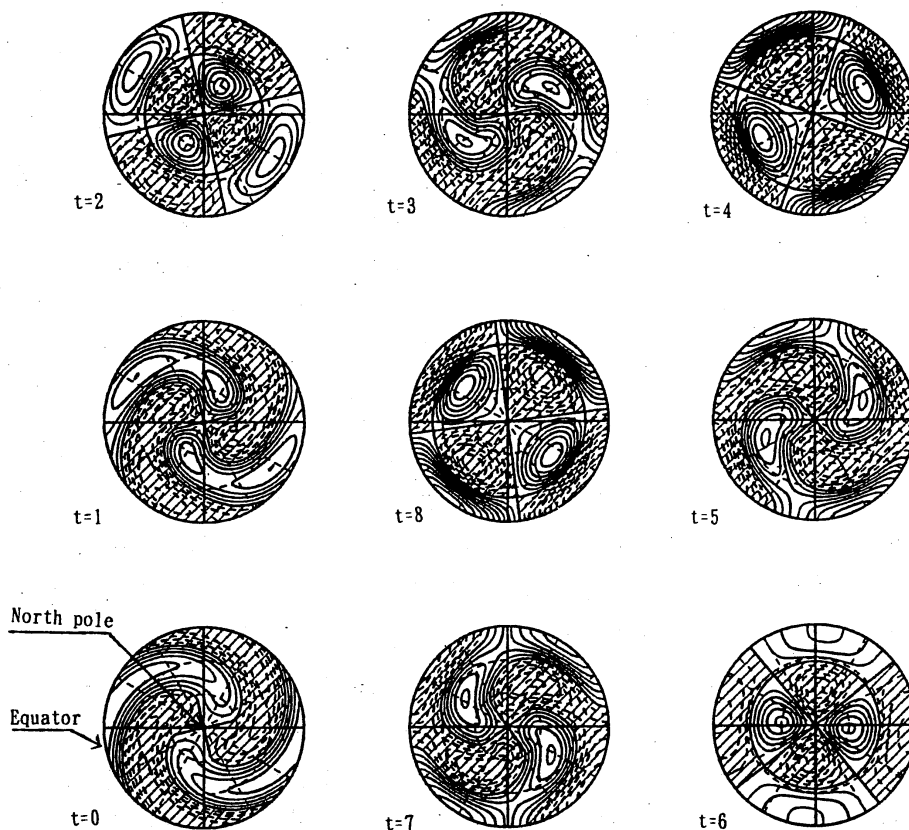 t=2
t=3
t=4
t=1
t=8
t=5
North pole
Equator
t=0
t=7
t=6